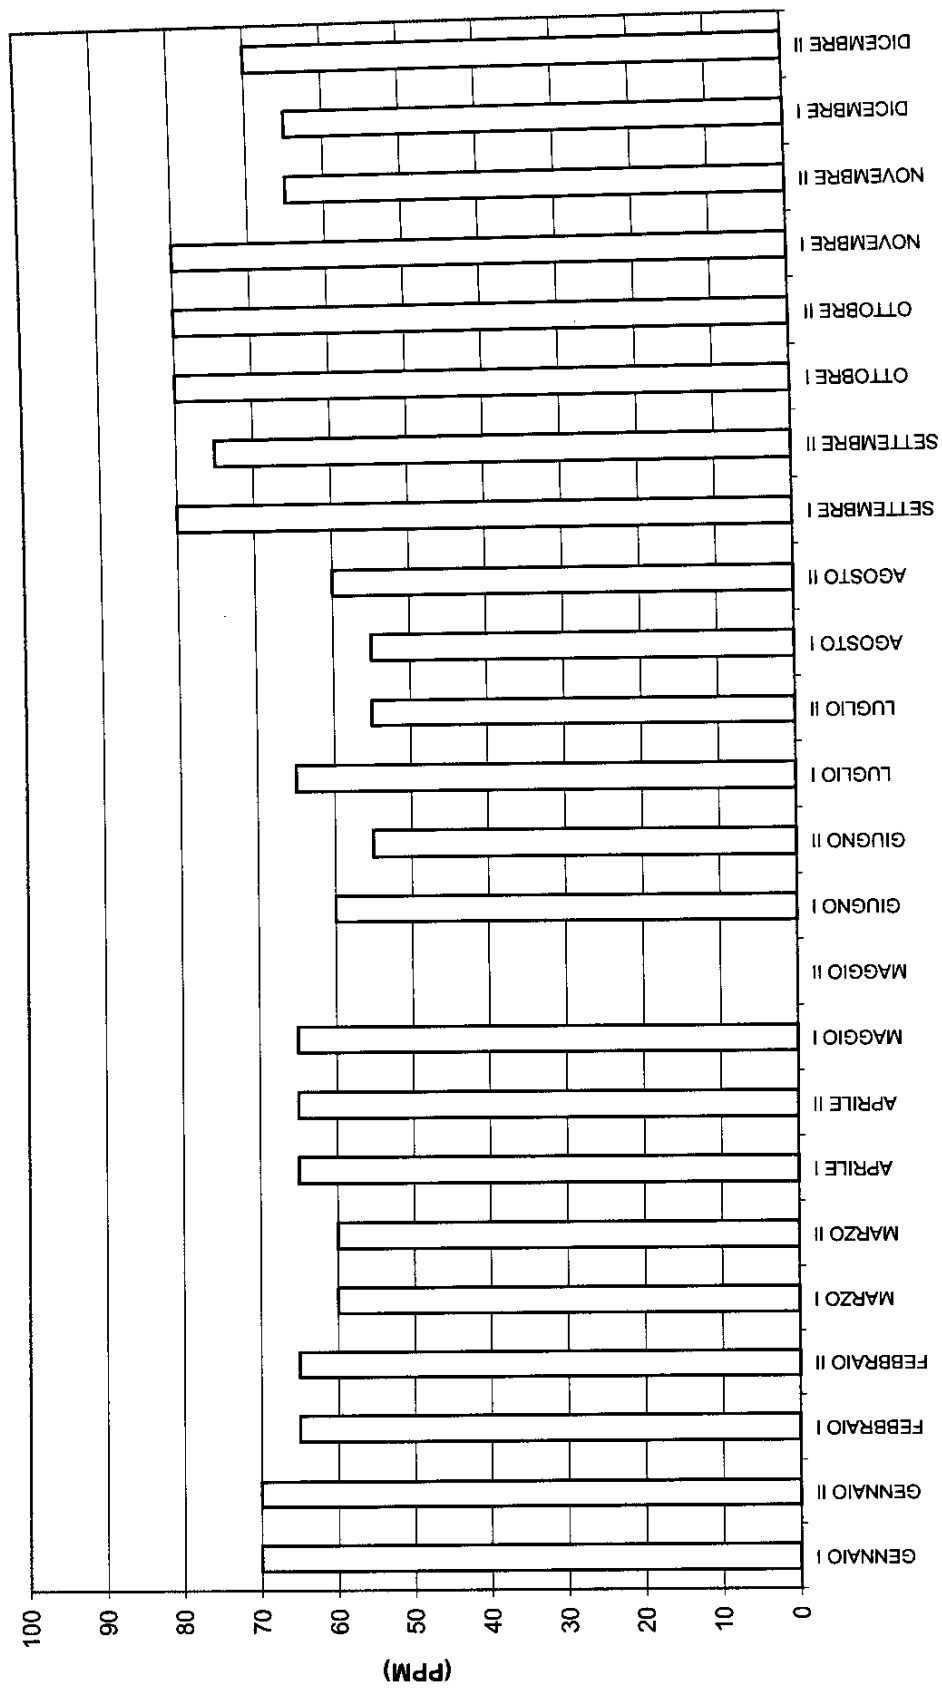 (PPM)
100
90
80
70
60
50
40
30
20
10
0
GENNAIO I
GENNAIO II
FEBBRAIO I
FEBBRAIO II
MARZO I
MARZO II
APRILE I
APRILE II
MAGGIO I
MAGGIO II
GIUGNO I
GIUGNO II
LUGLIO I
LUGLIO II
AGOSTO I
AGOSTO II
SETTEMBRE I
SETTEMBRE II
OTTOBRE I
OTTOBRE II
NOVEMBRE I
NOVEMBRE II
DICEMBRE I
DICEMBRE II